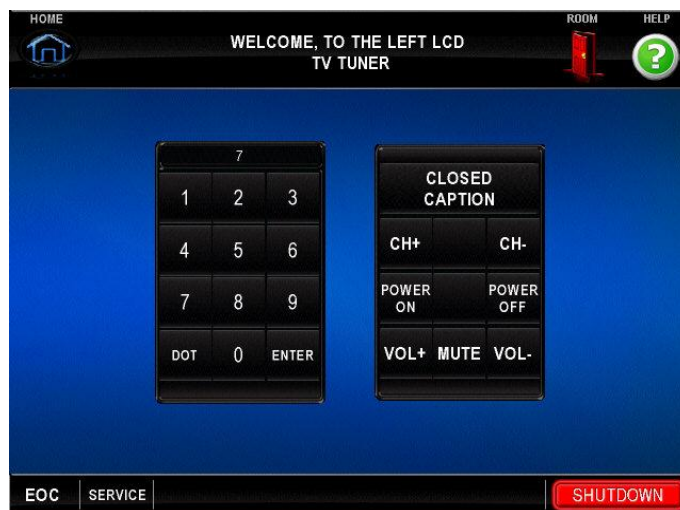 HOME
WELCOME, TO THE LEFT LCD
TV TUNER
ROOM
HELP
?
7
1 2 3
4 5 6
7 8 9
DOT 0 ENTER
CLOSED
CAPTION
CH+ CH-
POWER
ON
POWER
OFF
VOL+ MUTE VOL-
EOC SERVICE SHUTDOWN